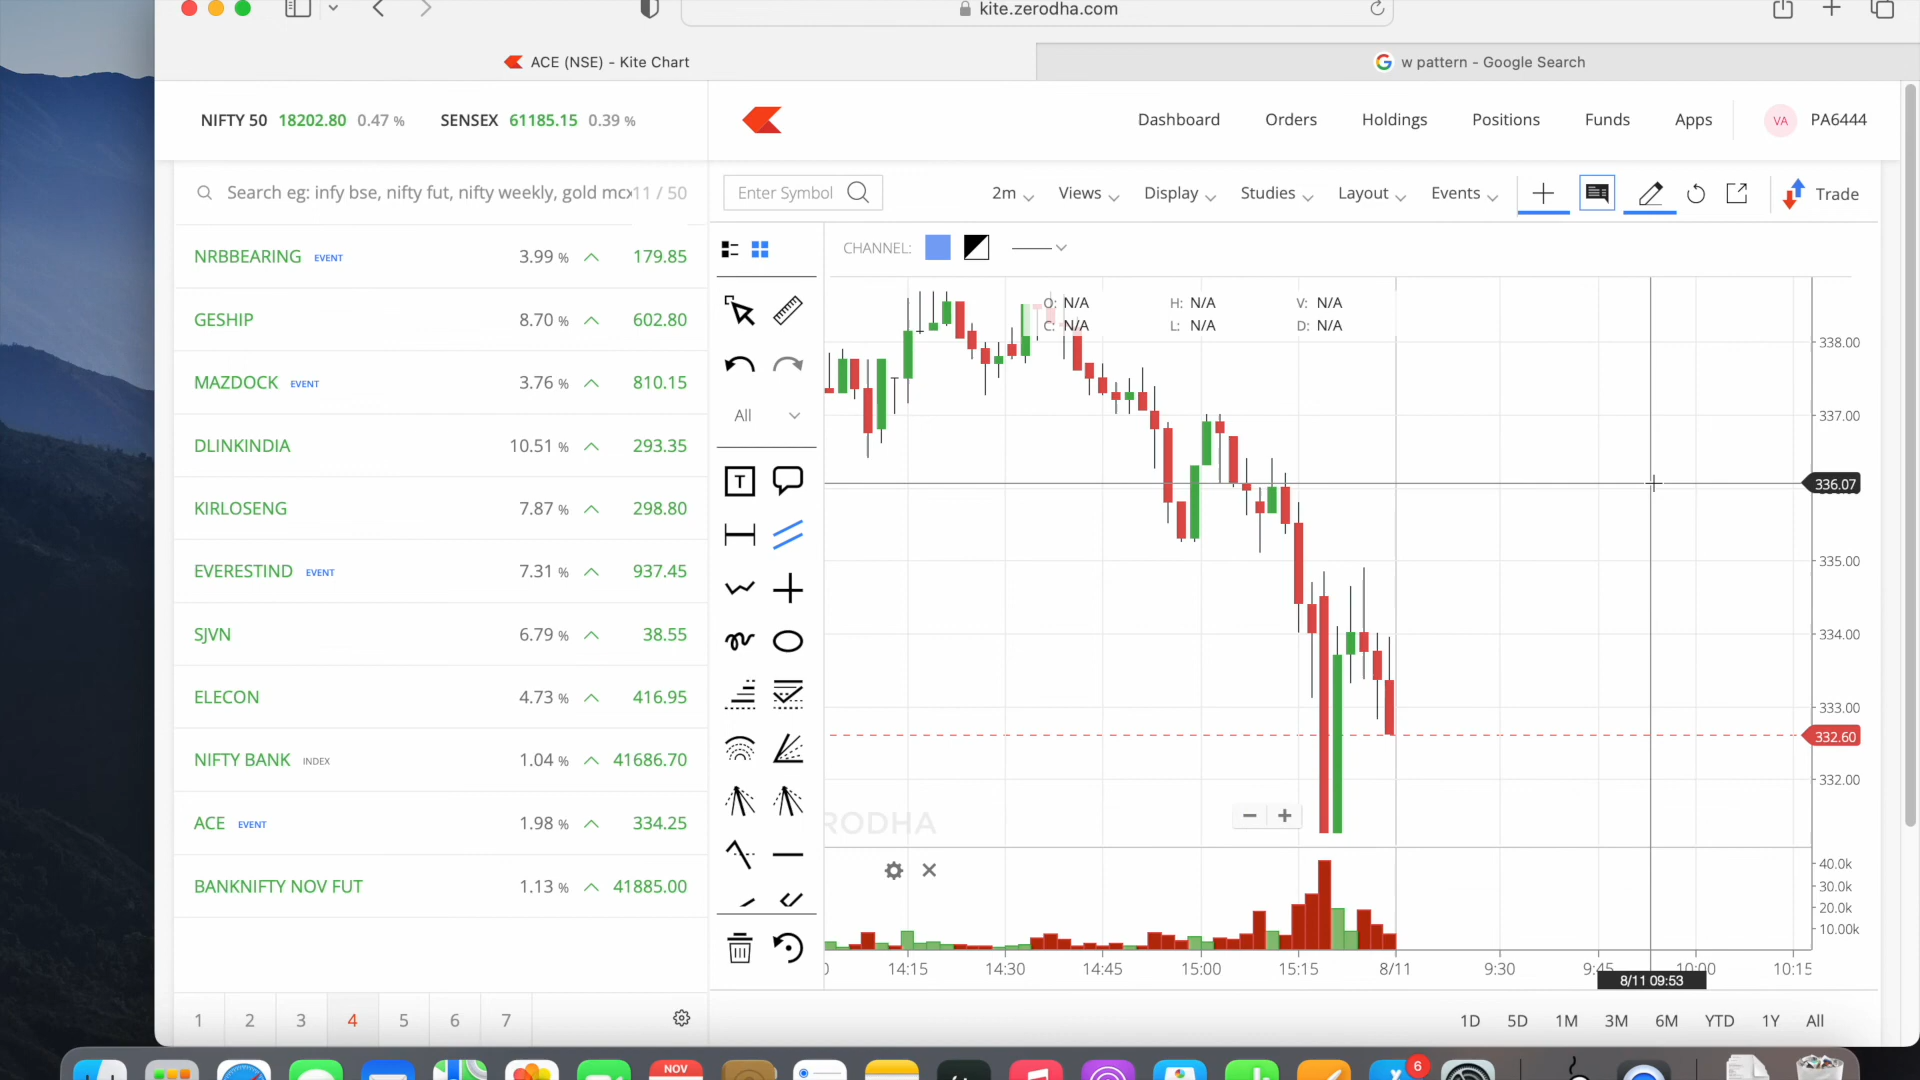 kite.zerodha.com
ACE (NSE) - Kite Chart
w pattern - Google Search
NIFTY 50 18202.80 0.47 %
SENSEX 61185.15 0.39 %
Dashboard
Orders
Holdings
Positions
Funds
Apps
VA
PA6444
Search eg: infy bse, nifty fut, nifty weekly, gold mcx
11 / 50
NRBBEARING EVENT 3.99 % 179.85
GESHIP 8.70 % 602.80
MAZDOCK EVENT 3.76 % 810.15
DLINKINDIA 10.51 % 293.35
KIRLOSENG 7.87 % 298.80
EVERESTIND EVENT 7.31 % 937.45
SJVN 6.79 % 38.55
ELECON 4.73 % 416.95
NIFTY BANK INDEX 1.04 % 41686.70
ACE EVENT 1.98 % 334.25
BANKNIFTY NOV FUT 1.13 % 41885.00
1 2 3 4 5 6 7
Enter Symbol
2m
Views
Display
Studies
Layout
Events
Trade
CHANNEL:
All
T
O: N/A H: N/A V: N/A
C: N/A L: N/A D: N/A
338.00
337.00
336.07
335.00
334.00
333.00
332.60
332.00
RODHA
40.0k
30.0k
20.0k
10.00k
14:15 14:30 14:45 15:00 15:15 8/11 9:30 9:45 10:00 10:15
8/11 09:53
1D 5D 1M 3M 6M YTD 1Y All
NOV
6